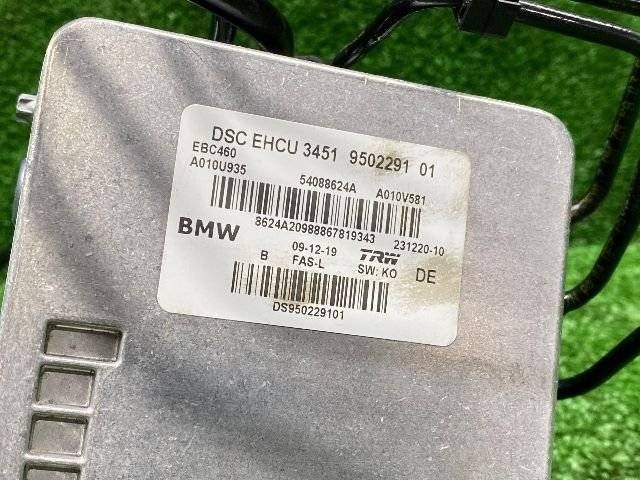 DSC EHCU 3451 9502291 01
EBC460
A010U935
54088624A A010V581
8624A20988867819343 231220-10
BMW
09-12-19 TRW
B FAS-L SW: KO DE
DS950229101